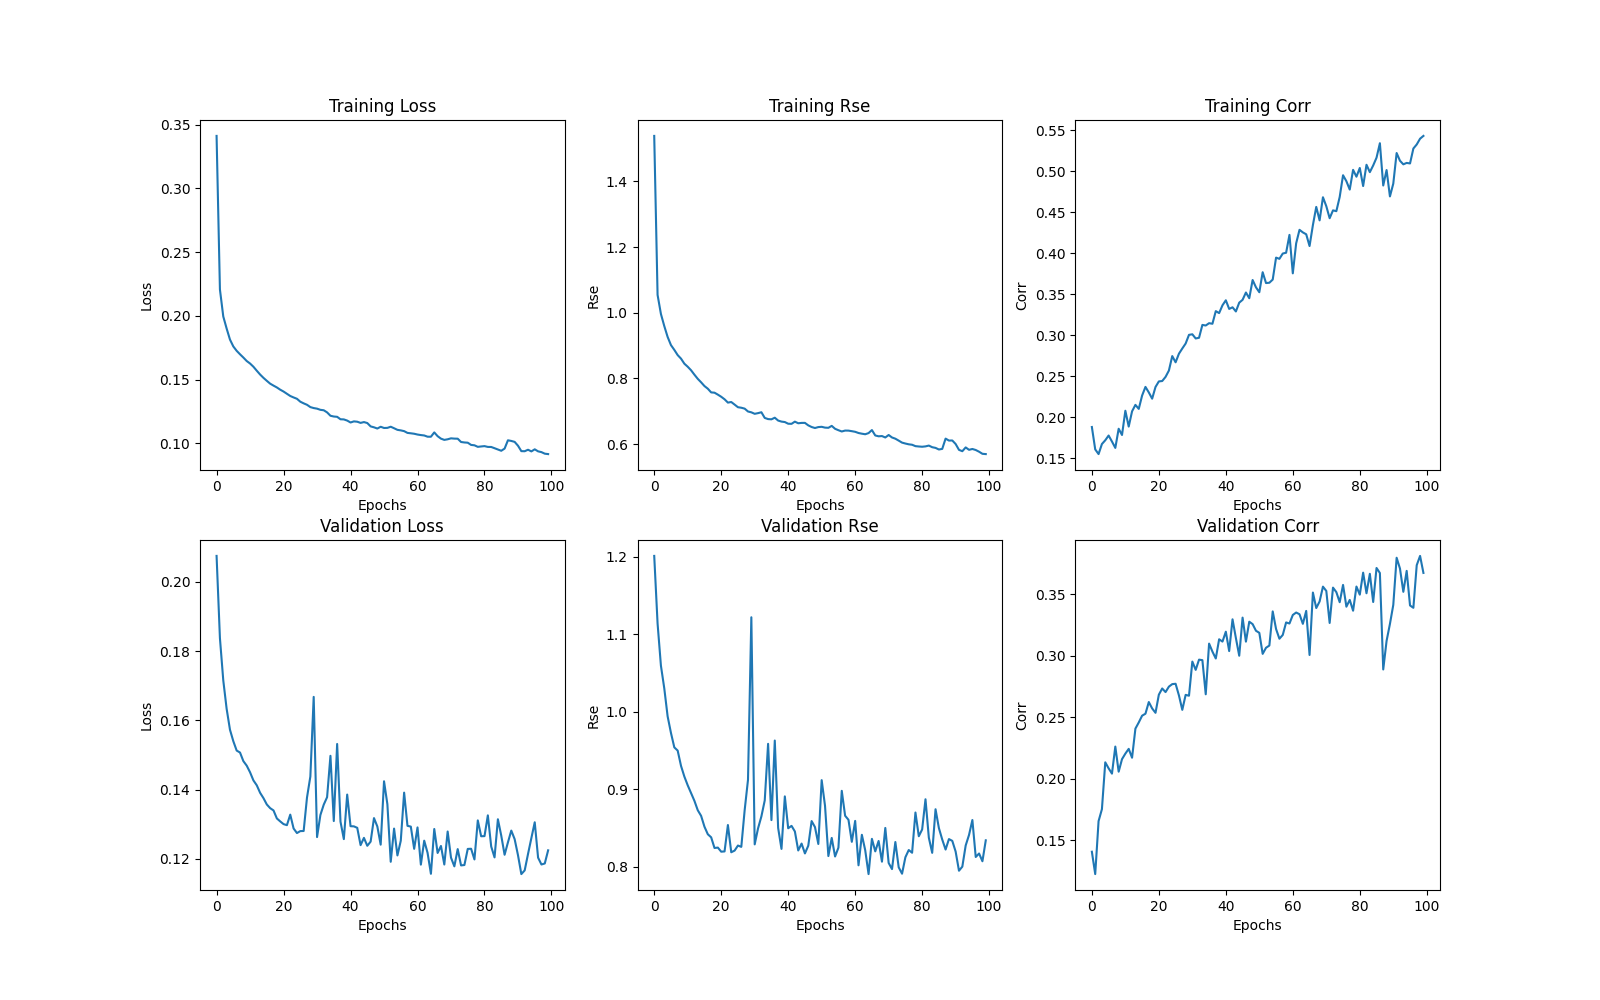 Training Loss
Training Rse
Training Corr
0.35
0.30
0.25
0.20
0.15
0.10
Loss
0 20 40 60 80 100
Epochs
1.4
1.2
1.0
0.8
0.6
Rse
0 20 40 60 80 100
Epochs
0.55
0.50
0.45
0.40
0.35
0.30
0.25
0.20
0.15
Corr
0 20 40 60 80 100
Epochs
Validation Loss
Validation Rse
Validation Corr
0.20
0.18
0.16
0.14
0.12
Loss
0 20 40 60 80 100
Epochs
1.2
1.1
1.0
0.9
0.8
Rse
0 20 40 60 80 100
Epochs
0.35
0.30
0.25
0.20
0.15
Corr
0 20 40 60 80 100
Epochs